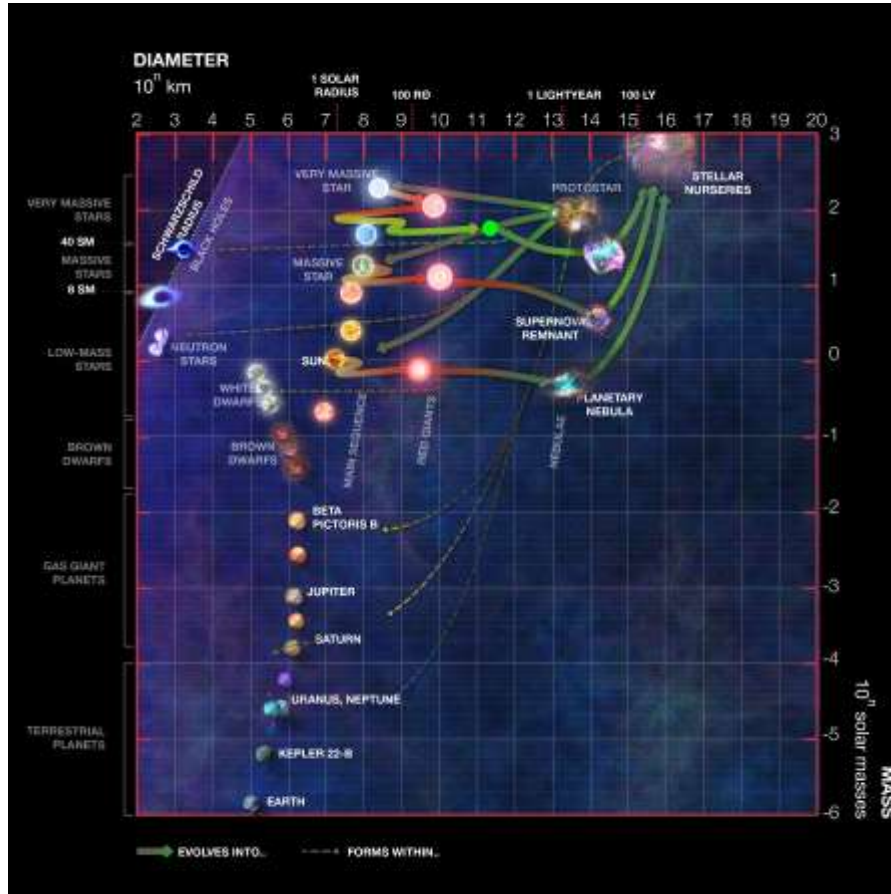 DIAMETER
10ⁿ km
1 SOLAR
RADIUS
100 R⊙
1 LIGHTYEAR
100 LY
2 3 4 5 6 7 8 9 10 11 12 13 14 15 16 17 18 19 20
3
2
1
0
-1
-2
-3
-4
-5
-6
10ⁿ solar masses
MASS
VERY MASSIVE
STARS
40 SM
MASSIVE
STARS
8 SM
LOW-MASS
STARS
BROWN
DWARFS
GAS GIANT
PLANETS
TERRESTRIAL
PLANETS
SCHWARZSCHILD
RADIUS
BLACK HOLES
VERY MASSIVE
STAR
PROTOSTAR
STELLAR
NURSERIES
MASSIVE
STAR
SUPERNOVA
REMNANT
NEUTRON
STARS
SUN
WHITE
DWARFS
PLANETARY
NEBULA
MAIN SEQUENCE
RED GIANTS
NEBULAE
BROWN
DWARFS
BETA
PICTORIS B
JUPITER
SATURN
URANUS, NEPTUNE
KEPLER 22-B
EARTH
EVOLVES INTO..
FORMS WITHIN..